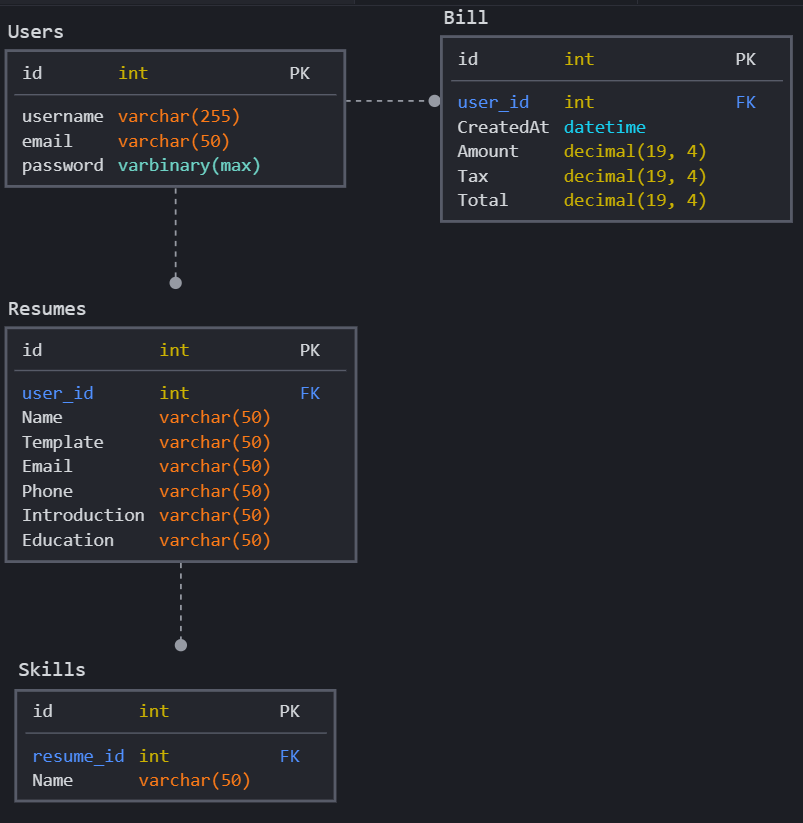 Users
id int PK
username varchar(255)
email varchar(50)
password varbinary(max)
Bill
id int PK
user_id int FK
CreatedAt datetime
Amount decimal(19, 4)
Tax decimal(19, 4)
Total decimal(19, 4)
Resumes
id int PK
user_id int FK
Name varchar(50)
Template varchar(50)
Email varchar(50)
Phone varchar(50)
Introduction varchar(50)
Education varchar(50)
Skills
id int PK
resume_id int FK
Name varchar(50)